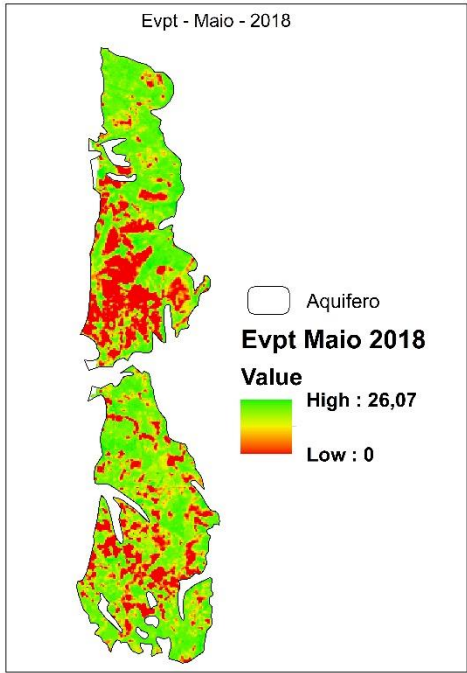 Evpt - Maio - 2018
Aquifero
Evpt Maio 2018
Value
High : 26,07
Low : 0